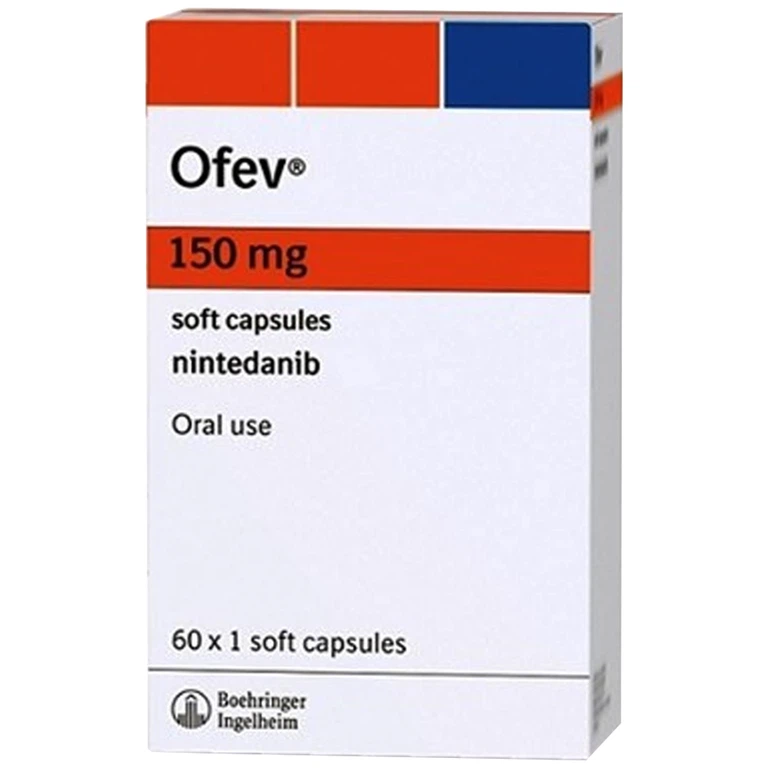 Ofev®
150 mg
soft capsules
nintedanib
Oral use
60 x 1 soft capsules
Boehringer
Ingelheim